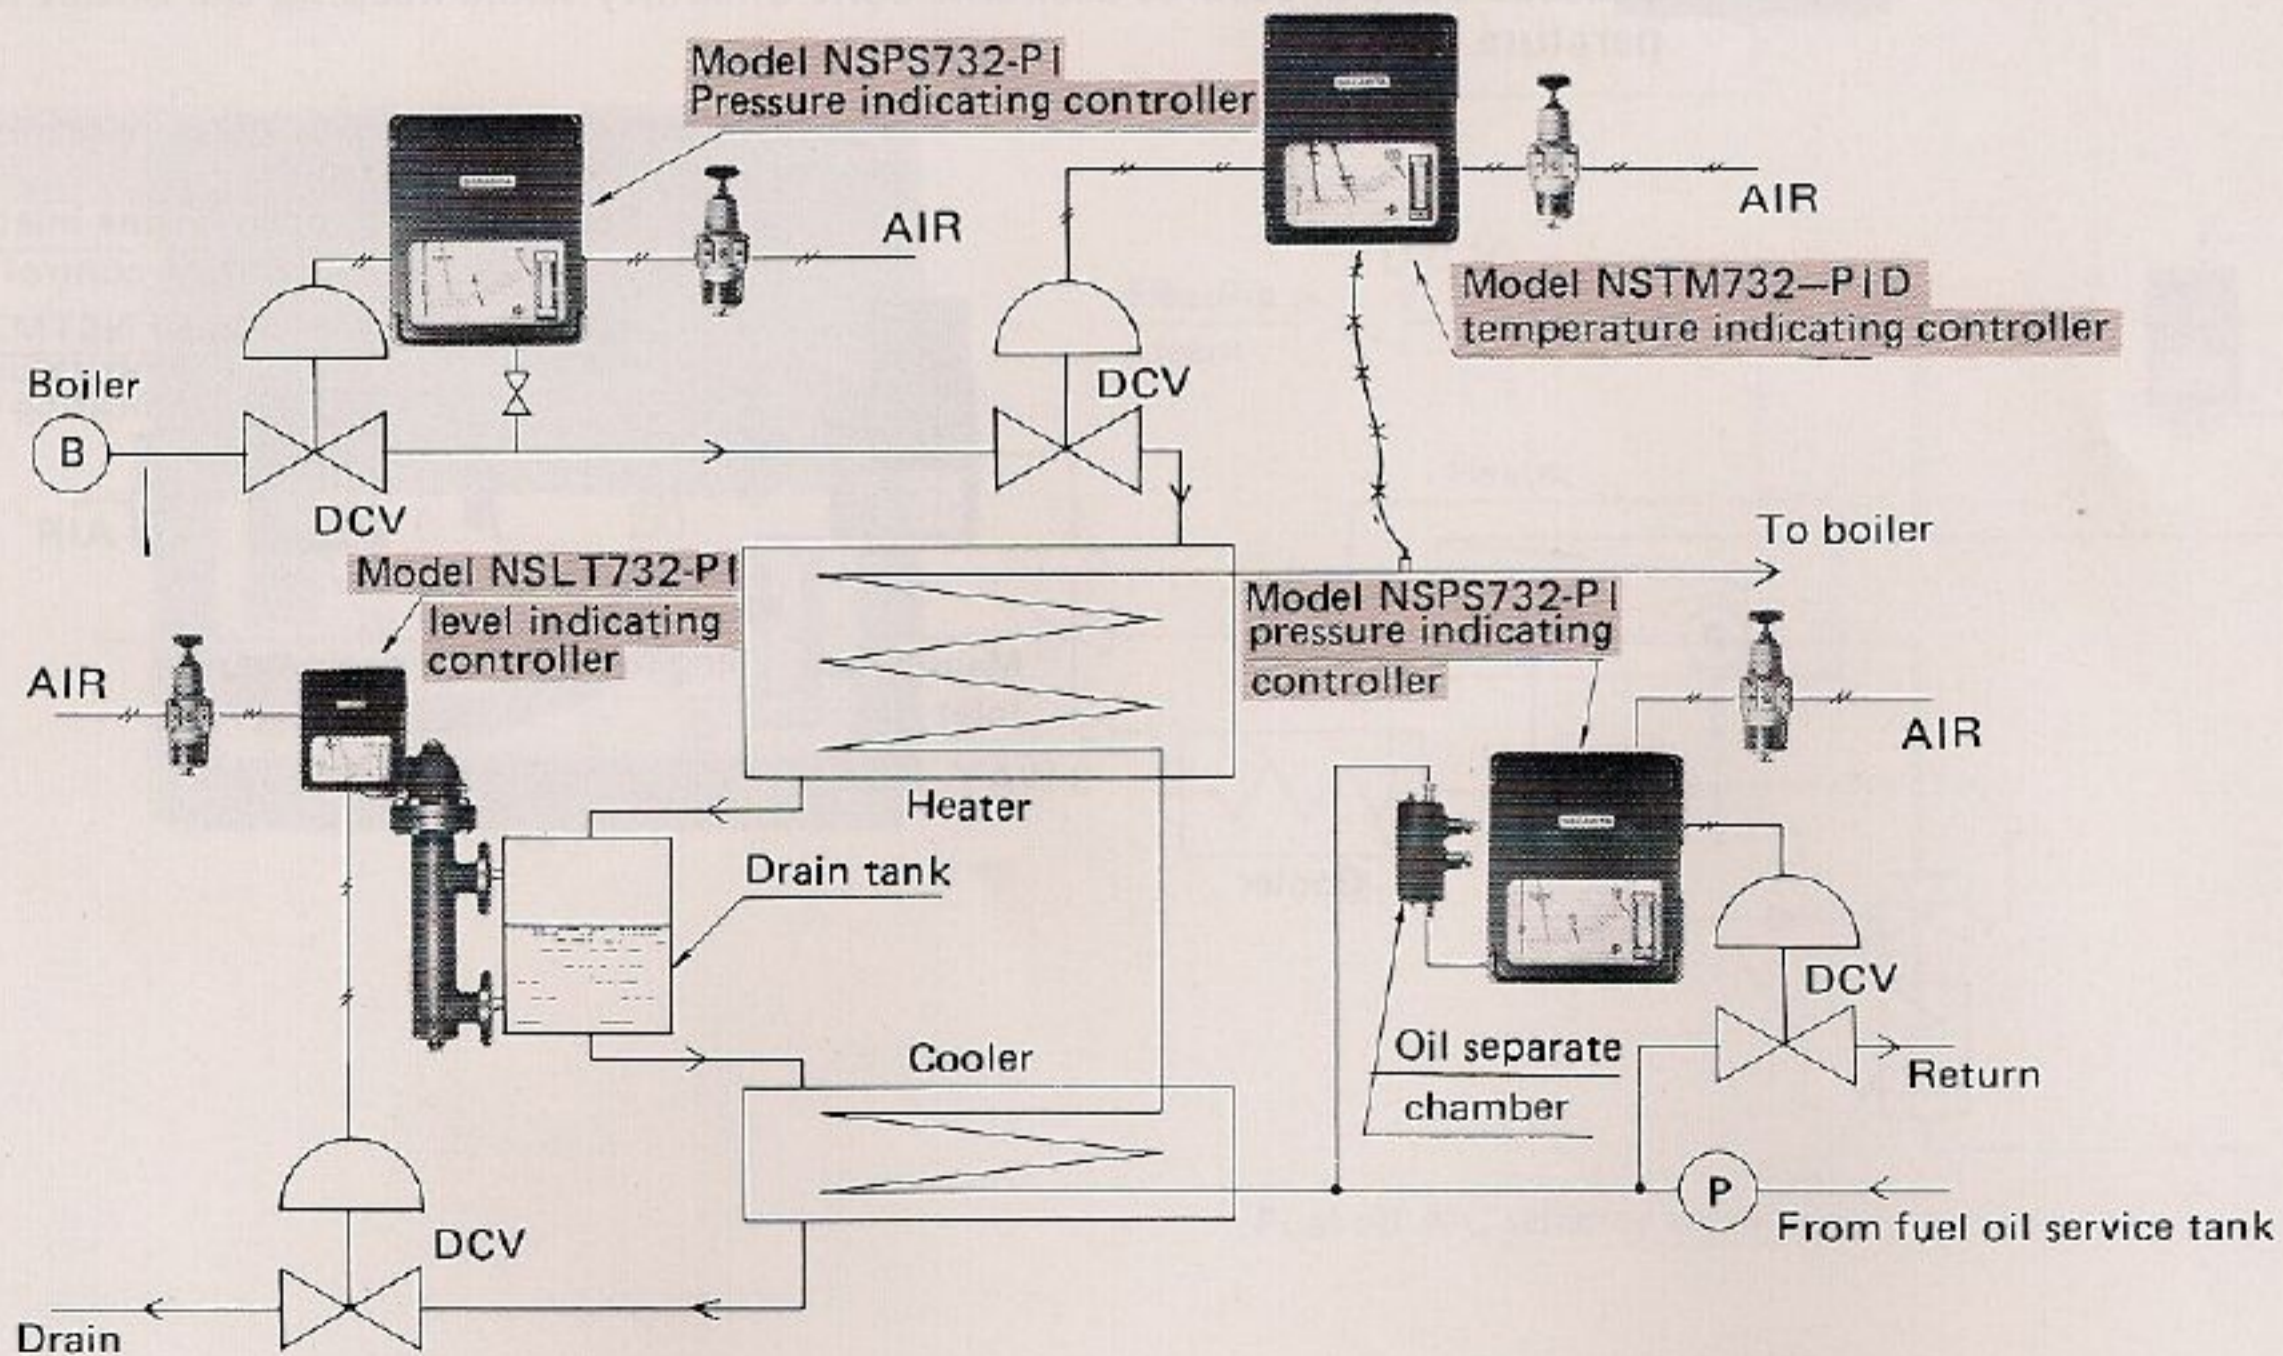 Model NSPS732-PI
Pressure indicating controller
AIR
AIR
Model NSTM732—PID
temperature indicating controller
Boiler
B
DCV
DCV
To boiler
Model NSLT732-PI
level indicating
controller
Model NSPS732-PI
pressure indicating
controller
AIR
AIR
Heater
Drain tank
DCV
Oil separate
chamber
Return
Cooler
P
From fuel oil service tank
DCV
Drain